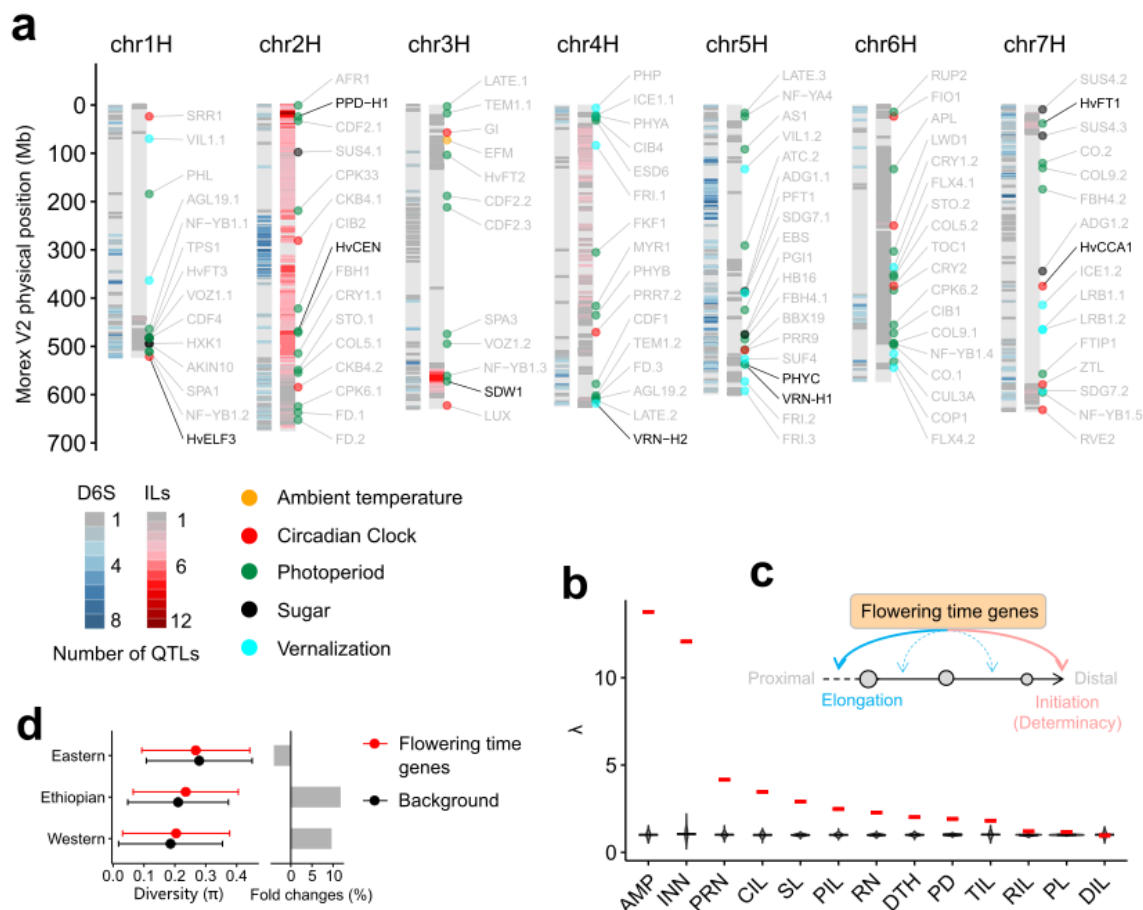 a
chr1H chr2H chr3H chr4H chr5H chr6H chr7H
Morex V2 physical position (Mb)
0
100
200
300
400
500
600
700
SRR1
VIL1.1
PHL
AGL19.1
NF-YB1.1
TPS1
HvFT3
VOZ1.1
CDF4
HXK1
AKIN10
SPA1
NF-YB1.2
HvELF3
AFR1
PPD-H1
CDF2.1
SUS4.1
CPK33
CKB4.1
CIB2
HvCEN
FBH1
CRY1.1
STO.1
COL5.1
CKB4.2
CPK6.1
FD.1
FD.2
LATE.1
TEM1.1
GI
EFM
HvFT2
CDF2.2
CDF2.3
SPA3
VOZ1.2
NF-YB1.3
SDW1
LUX
PHP
ICE1.1
PHYA
CIB4
ESD6
FRI.1
FKF1
MYR1
PHYB
PRR7.2
CDF1
TEM1.2
FD.3
AGL19.2
LATE.2
VRN-H2
LATE.3
NF-YA4
AS1
VIL1.2
ATC.2
ADG1.1
PFT1
SDG7.1
EBS
PGI1
HB16
FBH4.1
BBX19
PRR9
SUF4
PHYC
VRN-H1
FRI.2
FRI.3
RUP2
FIO1
APL
LWD1
CRY1.2
FLX4.1
STO.2
COL5.2
TOC1
CRY2
CPK6.2
CIB1
COL9.1
NF-YB1.4
CO.1
CUL3A
COP1
FLX4.2
SUS4.2
HvFT1
SUS4.3
CO.2
COL9.2
FBH4.2
ADG1.2
HvCCA1
ICE1.2
LRB1.1
LRB1.2
FTIP1
ZTL
SDG7.2
NF-YB1.5
RVE2
D6S ILs
1 1
4 6
8 12
Number of QTLs
Ambient temperature
Circadian Clock
Photoperiod
Sugar
Vernalization
b
λ
10
5
0
AMP INN PRN CIL SL PIL RN DTH PD TIL RIL PL DIL
c
Flowering time genes
Proximal Distal
Elongation Initiation
(Determinacy)
d
Eastern
Ethiopian
Western
0.0 0.1 0.2 0.3 0.4
Diversity (π)
0 5 10
Fold changes (%)
Flowering time
genes
Background